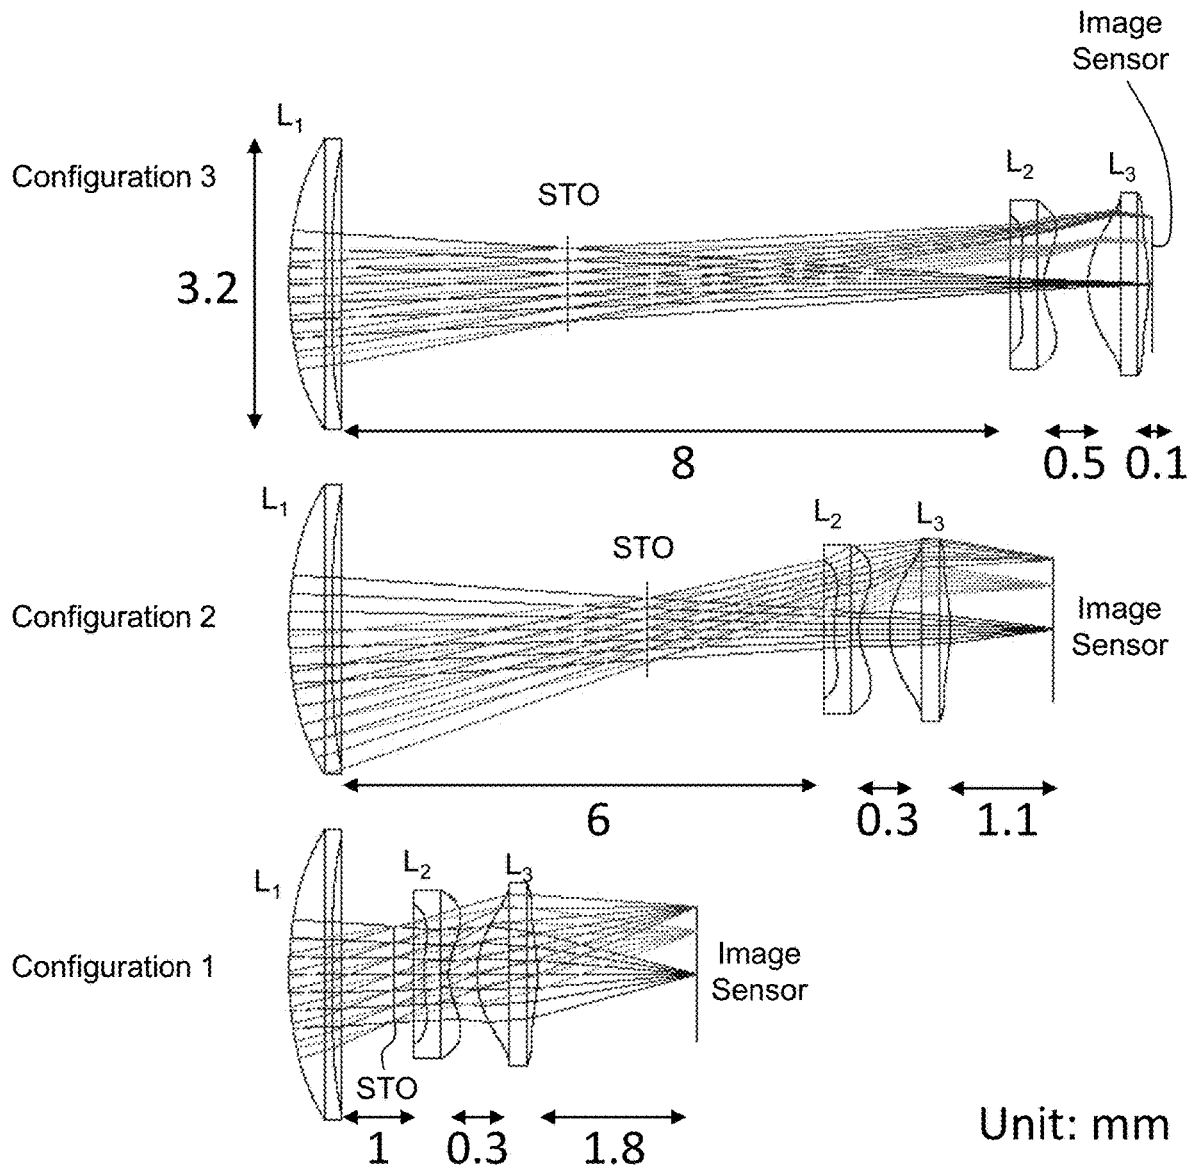 Image
Sensor
L1
Configuration 3
STO
L2
L3
3.2
8
0.5
0.1
L1
L2
L3
STO
Configuration 2
Image
Sensor
6
0.3
1.1
L1
L2
L3
Configuration 1
Image
Sensor
STO
1
0.3
1.8
Unit: mm